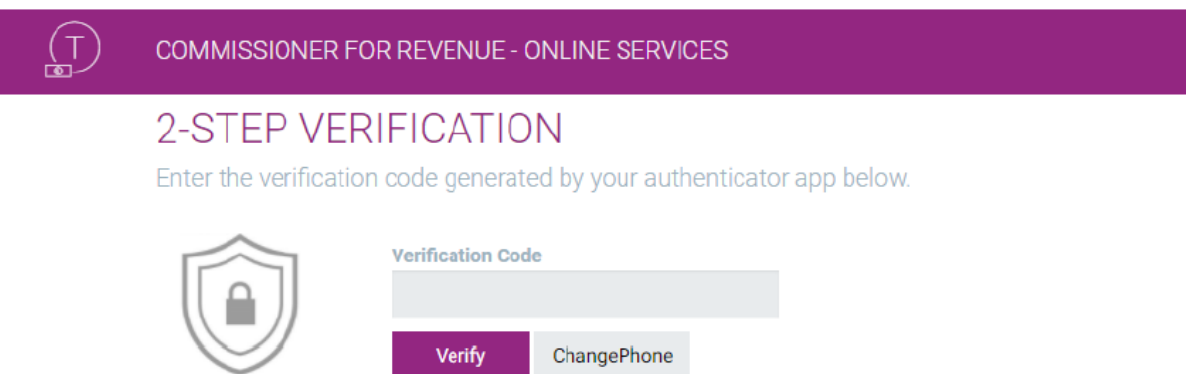 T
COMMISSIONER FOR REVENUE - ONLINE SERVICES
2-STEP VERIFICATION
Enter the verification code generated by your authenticator app below.
Verification Code
Verify ChangePhone